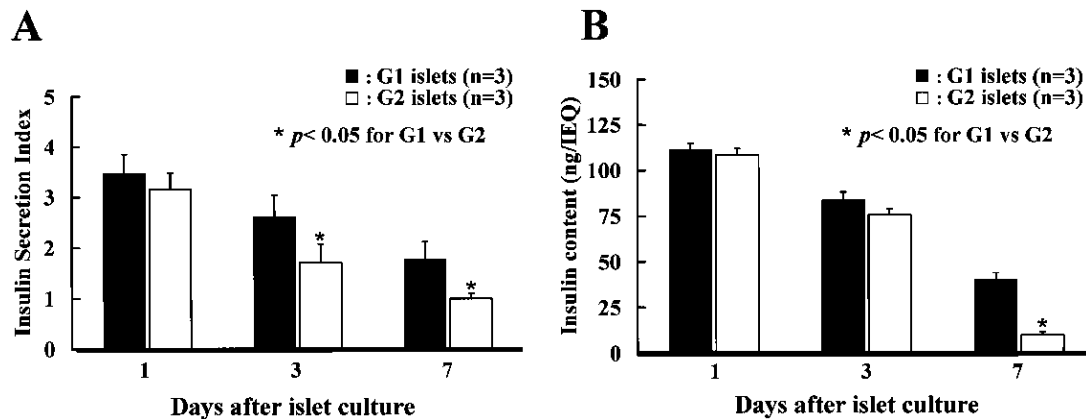 A
■ : G1 islets (n=3)
□ : G2 islets (n=3)
* p< 0.05 for G1 vs G2
Insulin Secretion Index
5
4
3
2
1
0
*
*
1 3 7
Days after islet culture
B
■ : G1 islets (n=3)
□ : G2 islets (n=3)
* p< 0.05 for G1 vs G2
Insulin content (ng/IEQ)
150
125
100
75
50
25
0
*
1 3 7
Days after islet culture